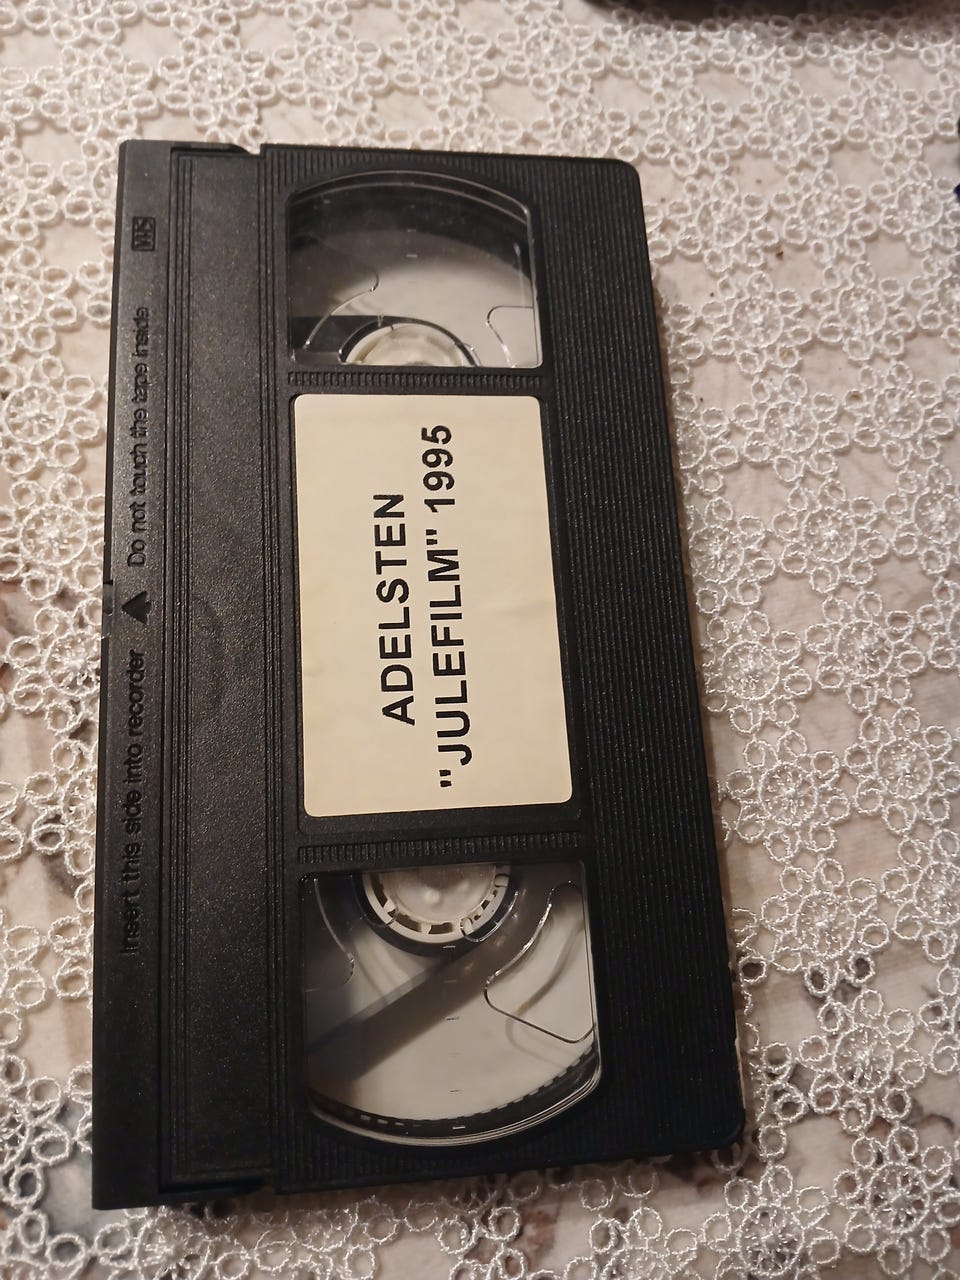 ADELSTEN
"JULEFILM" 1995
Insert this side into recorder ▲ Do not touch the tape inside
VHS